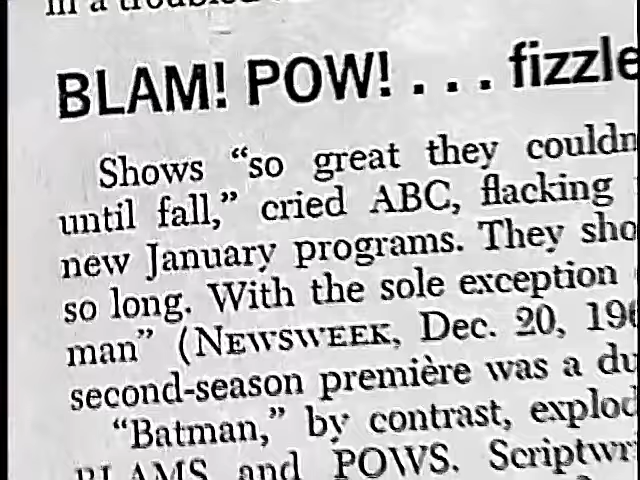 in a
BLAM! POW! . . . fizzle
Shows “so great they couldn
until fall,” cried ABC, flacking
new January programs. They sho
so long. With the sole exception
man” (NEWSWEEK, Dec. 20, 196
second-season première was a du
“Batman,” by contrast, explod
BLAMS and POWS. Scriptwr